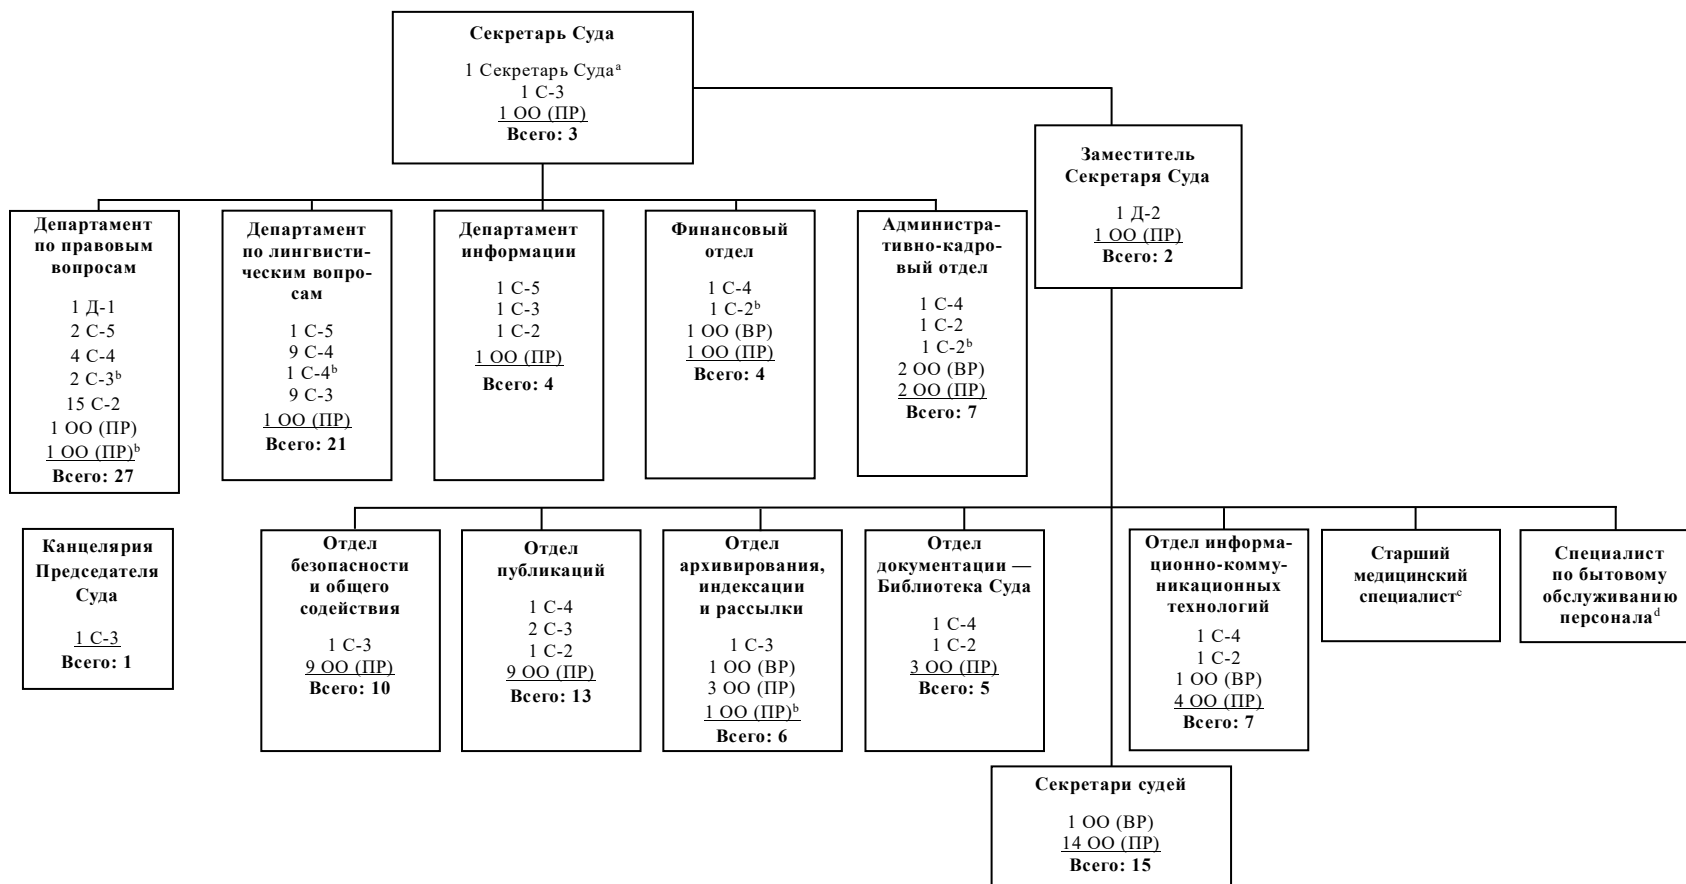 Секретарь Суда
1 Секретарь Судаᵃ
1 С-3
1 ОО (ПР)
Всего: 3
Заместитель
Секретаря Суда
1 Д-2
1 ОО (ПР)
Всего: 2
Департамент
по правовым
вопросам
1 Д-1
2 С-5
4 С-4
2 С-3ᵇ
15 С-2
1 ОО (ПР)
1 ОО (ПР)ᵇ
Всего: 27
Департамент
по лингвисти-
ческим вопро-
сам
1 С-5
9 С-4
1 С-4ᵇ
9 С-3
1 ОО (ПР)
Всего: 21
Департамент
информации
1 С-5
1 С-3
1 С-2
1 ОО (ПР)
Всего: 4
Финансовый
отдел
1 С-4
1 С-2ᵇ
1 ОО (ВР)
1 ОО (ПР)
Всего: 4
Администра-
тивно-кадро-
вый отдел
1 С-4
1 С-2
1 С-2ᵇ
2 ОО (ВР)
2 ОО (ПР)
Всего: 7
Канцелярия
Председателя
Суда
1 С-3
Всего: 1
Отдел
безопасности
и общего
содействия
1 С-3
9 ОО (ПР)
Всего: 10
Отдел
публикаций
1 С-4
2 С-3
1 С-2
9 ОО (ПР)
Всего: 13
Отдел
архивирования,
индексации
и рассылки
1 С-3
1 ОО (ВР)
3 ОО (ПР)
1 ОО (ПР)ᵇ
Всего: 6
Отдел
документации —
Библиотека Суда
1 С-4
1 С-2
3 ОО (ПР)
Всего: 5
Отдел информа-
ционно-комму-
никационных
технологий
1 С-4
1 С-2
1 ОО (ВР)
4 ОО (ПР)
Всего: 7
Старший
медицинский
специалистᶜ
Специалист
по бытовому
обслуживанию
персоналаᵈ
Секретари судей
1 ОО (ВР)
14 ОО (ПР)
Всего: 15